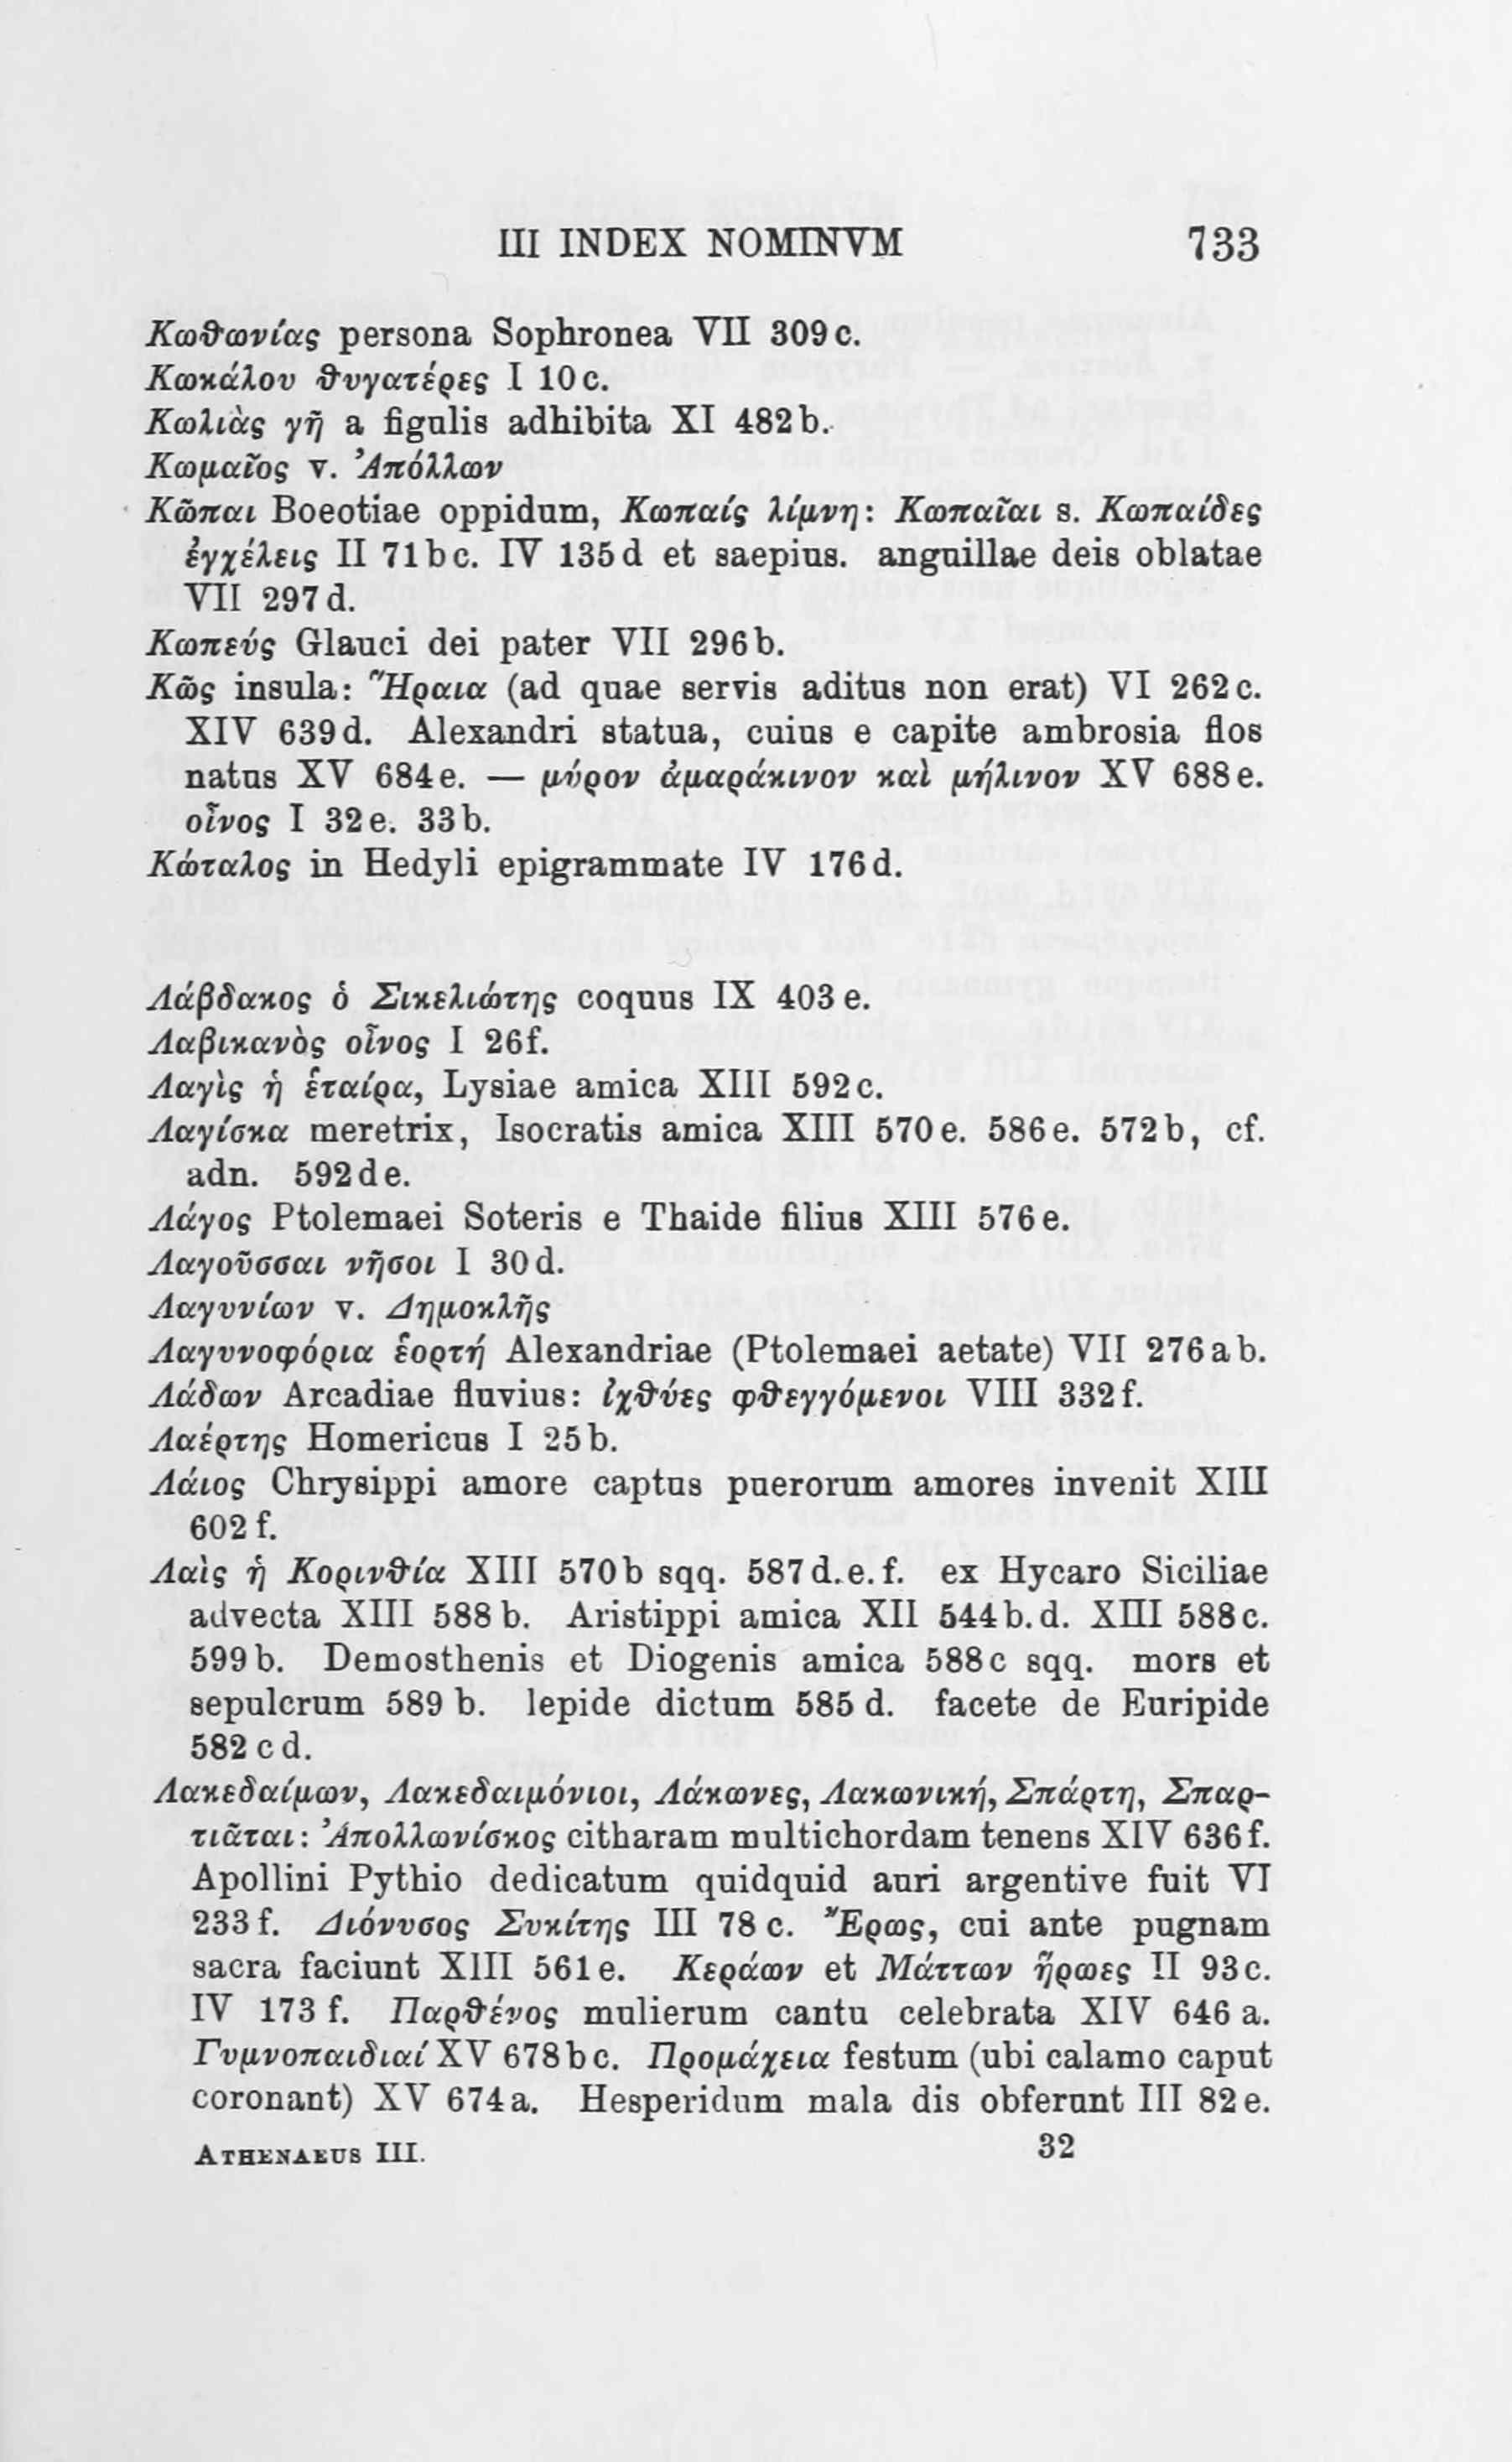 III INDEX NOMINVM 733
Κωθωνίας persona Sophronea VII 309c.
Κωκάλου θυγατέρες I 10c.
Κωλιὰς γῆ a figulis adhibita XI 482b.
Κωμαῖος v. Ἀπόλλων
Κῶπαι Boeotiae oppidum, Κωπαίς λίμνη: Κωπαῖαι s. Κωπαίδες
ἐγχέλεις II 71bc. IV 135d et saepius. anguillae deis oblatae
VII 297d.
Κωπεύς Glauci dei pater VII 296b.
Κῶς insula: Ἥραια (ad quae servis aditus non erat) VI 262c.
XIV 639d. Alexandri statua, cuius e capite ambrosia flos
natus XV 684e. — μύρον ἀμαράκινον καὶ μήλινον XV 688e.
οἶνος I 32e. 33b.
Κώταλος in Hedyli epigrammate IV 176d.
Λάβδακος ὁ Σικελιώτης coquus IX 403e.
Λαβικανὸς οἶνος I 26f.
Λαγὶς ἡ ἑταίρα, Lysiae amica XIII 592c.
Λαγίσκα meretrix, Isocratis amica XIII 570e. 586e. 572b, cf.
adn. 592de.
Λάγος Ptolemaei Soteris e Thaide filius XIII 576e.
Λαγοῦσσαι νῆσοι I 30d.
Λαγυνίων v. Δημοκλῆς
Λαγυνοφόρια ἑορτή Alexandriae (Ptolemaei aetate) VII 276ab.
Λάδων Arcadiae fluvius: ἰχθύες φθεγγόμενοι VIII 332f.
Λαέρτης Homericus I 25b.
Λάιος Chrysippi amore captus puerorum amores invenit XIII
602f.
Λαὶς ἡ Κορινθία XIII 570b sqq. 587d.e.f. ex Hycaro Siciliae
advecta XIII 588b. Aristippi amica XII 544b.d. XIII 588c.
599b. Demosthenis et Diogenis amica 588c sqq. mors et
sepulcrum 589b. lepide dictum 585d. facete de Euripide
582cd.
Λακεδαίμων, Λακεδαιμόνιοι, Λάκωνες, Λακωνική, Σπάρτη, Σπαρ-
τιᾶται: Ἀπολλωνίσκος citharam multichordam tenens XIV 636f.
Apollini Pythio dedicatum quidquid auri argentive fuit VI
233f. Διόνυσος Συκίτης III 78c. Ἔρως, cui ante pugnam
sacra faciunt XIII 561e. Κεράων et Μάττων ἥρωες II 93c.
IV 173f. Παρθένος mulierum cantu celebrata XIV 646a.
Γυμνοπαιδιαί XV 678bc. Προμάχεια festum (ubi calamo caput
coronant) XV 674a. Hesperidum mala dis obferunt III 82e.
ATHENAEUS III. 32